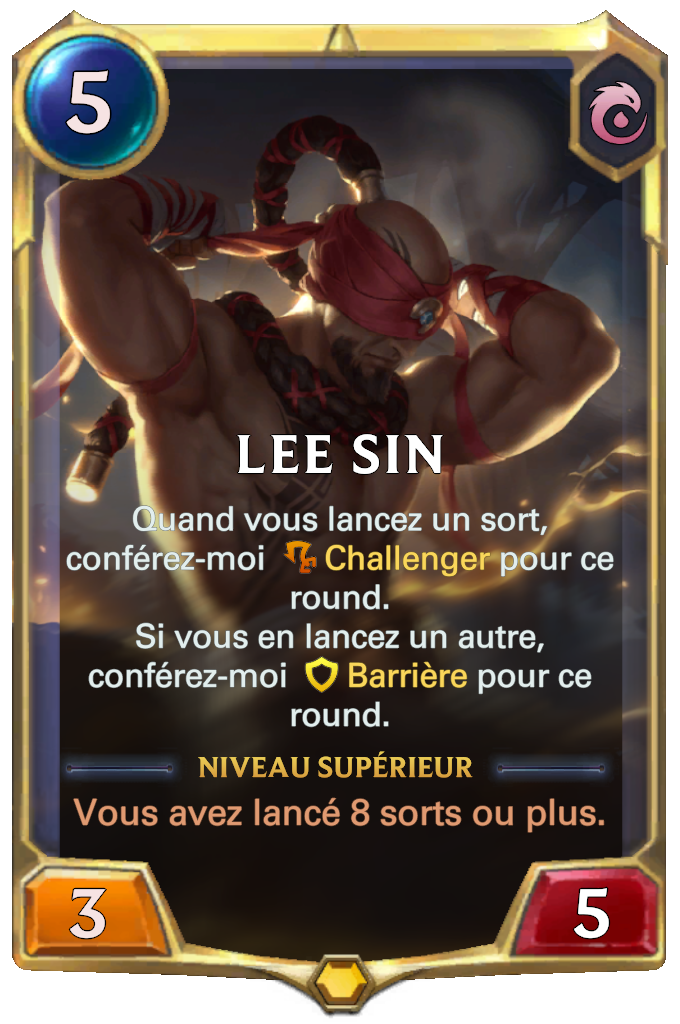 5
LEE SIN
Quand vous lancez un sort,
conférez-moi Challenger pour ce
round.
Si vous en lancez un autre,
conférez-moi Barrière pour ce
round.
NIVEAU SUPÉRIEUR
Vous avez lancé 8 sorts ou plus.
3
5